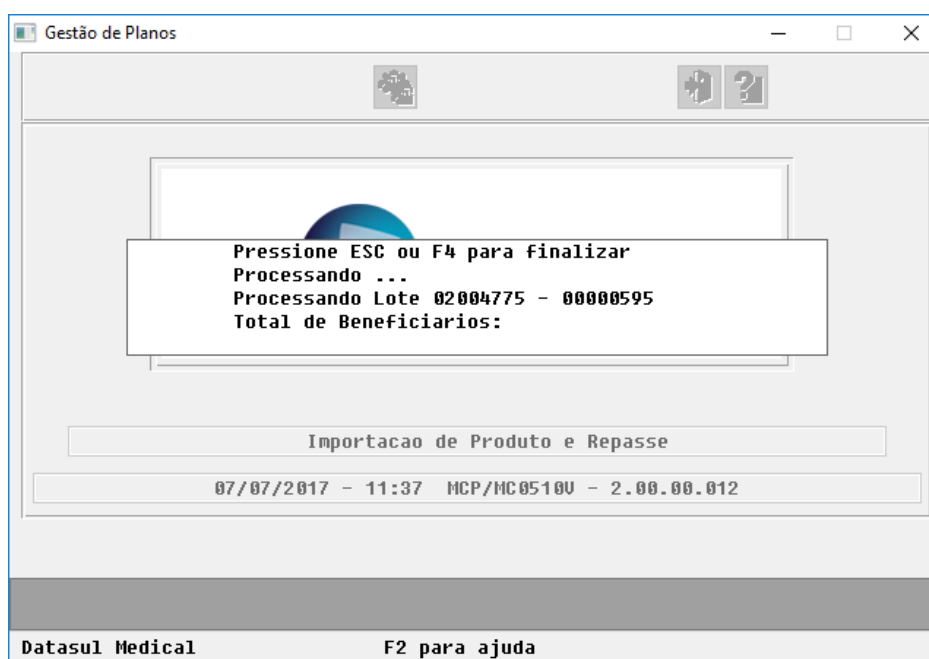 Gestão de Planos
Pressione ESC ou F4 para finalizar
Processando ...
Processando Lote 02004775 - 00000595
Total de Beneficiarios:
Importacao de Produto e Repasse
07/07/2017 - 11:37 MCP/MC0510V - 2.00.00.012
Datasul Medical F2 para ajuda